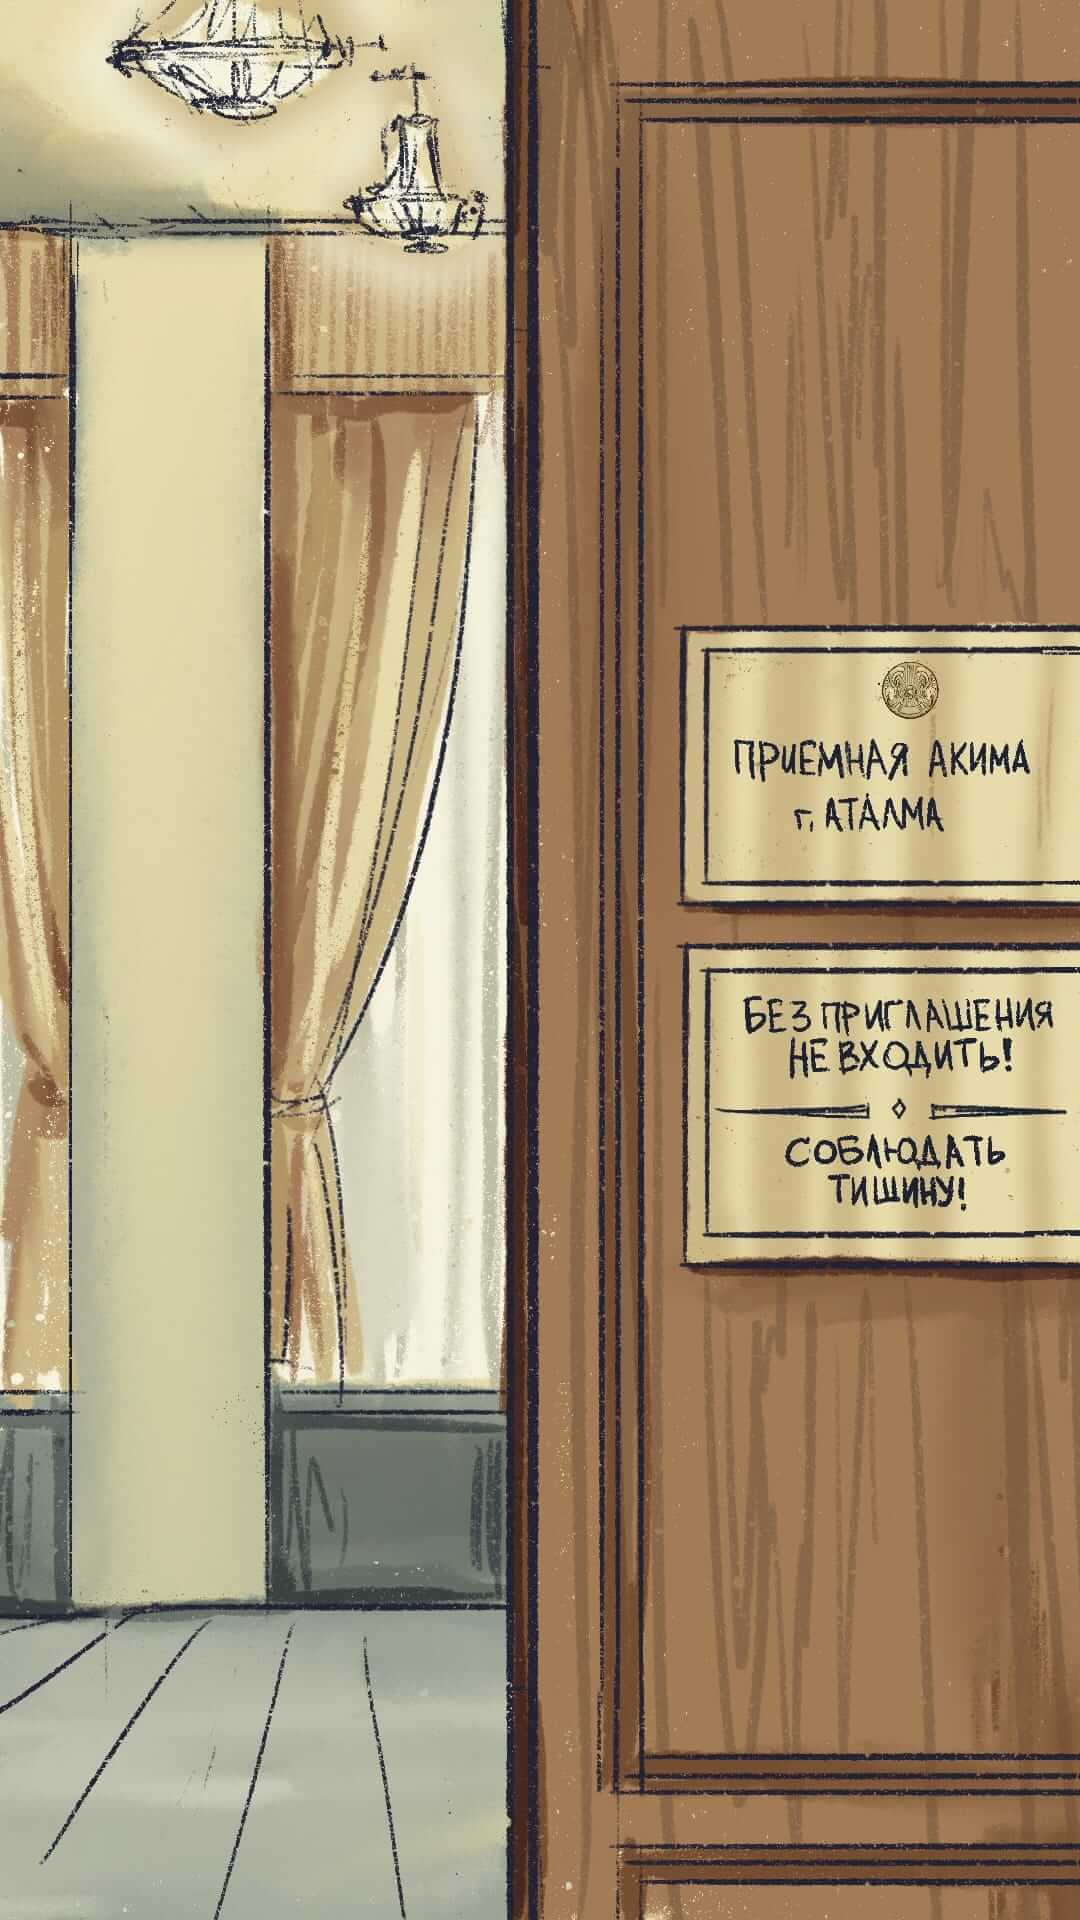 ПРИЕМНАЯ АКИМА
г. АТАЛМА
БЕЗ ПРИГЛАШЕНИЯ
НЕ ВХОДИТЬ!
СОБЛЮДАТЬ
ТИШИНУ!